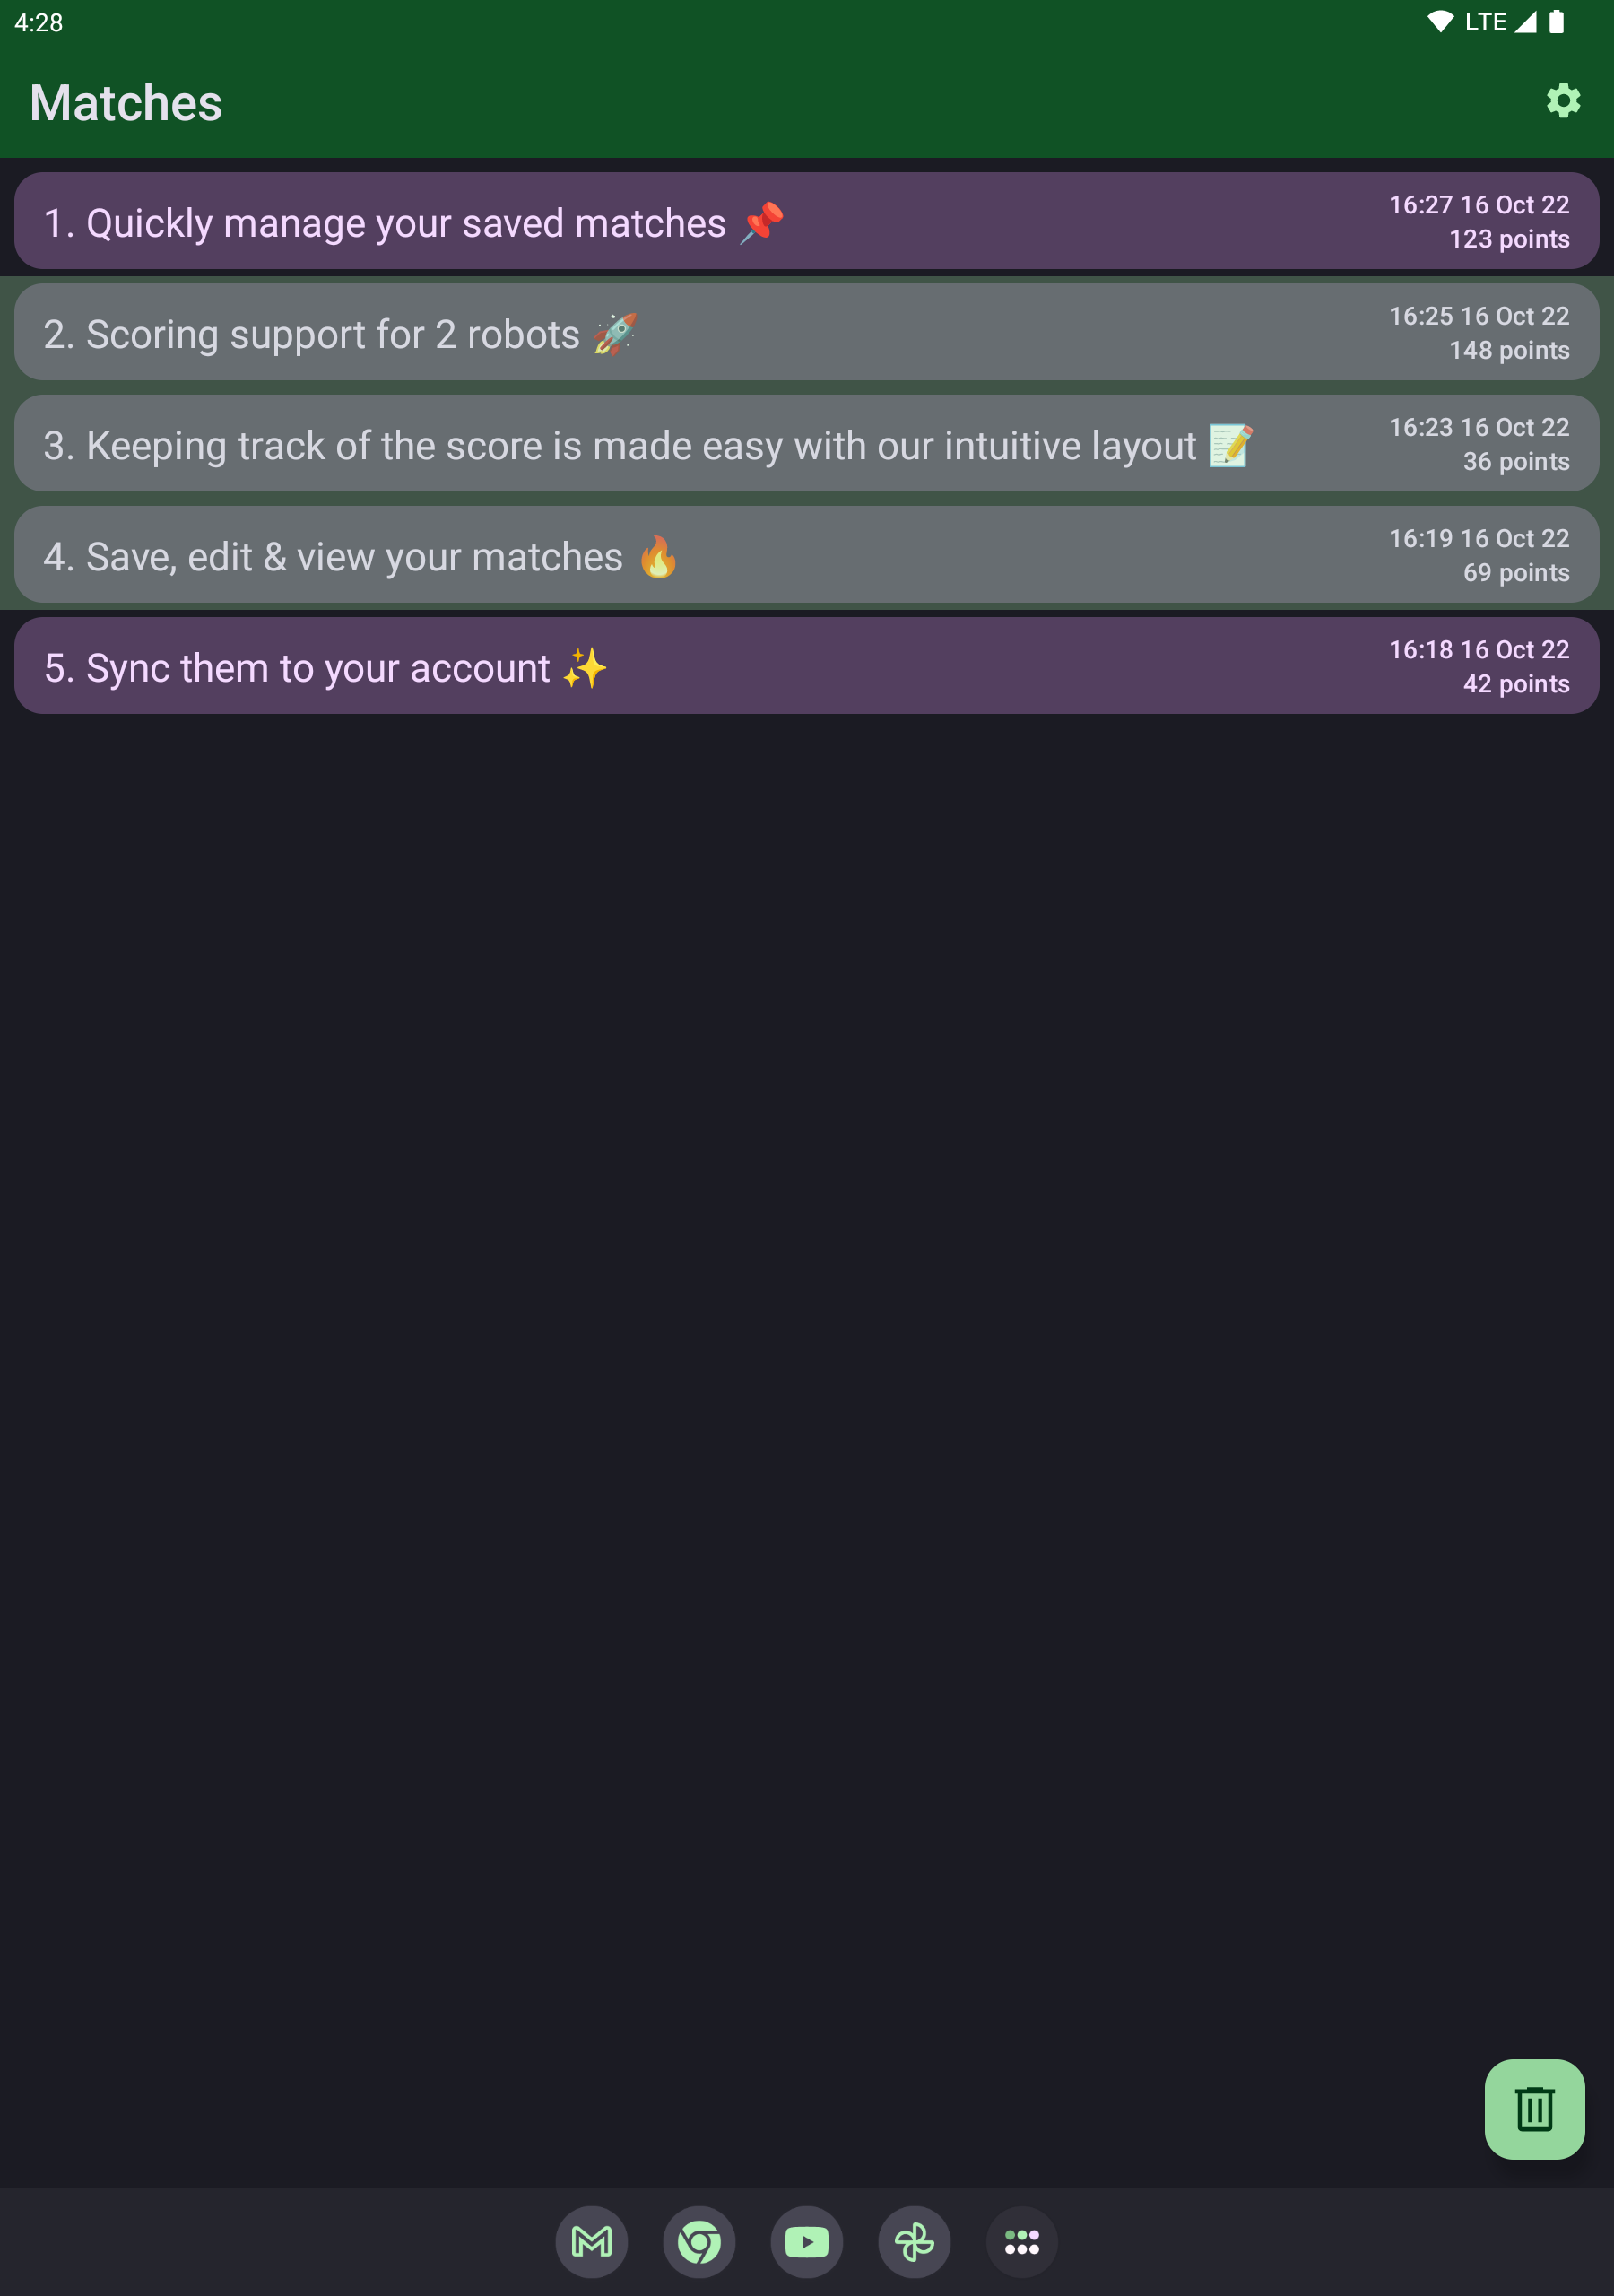 4:28
LTE
Matches
1. Quickly manage your saved matches 📌
16:27 16 Oct 22
123 points
2. Scoring support for 2 robots 🚀
16:25 16 Oct 22
148 points
3. Keeping track of the score is made easy with our intuitive layout 📝
16:23 16 Oct 22
36 points
4. Save, edit & view your matches 🔥
16:19 16 Oct 22
69 points
5. Sync them to your account ✨
16:18 16 Oct 22
42 points